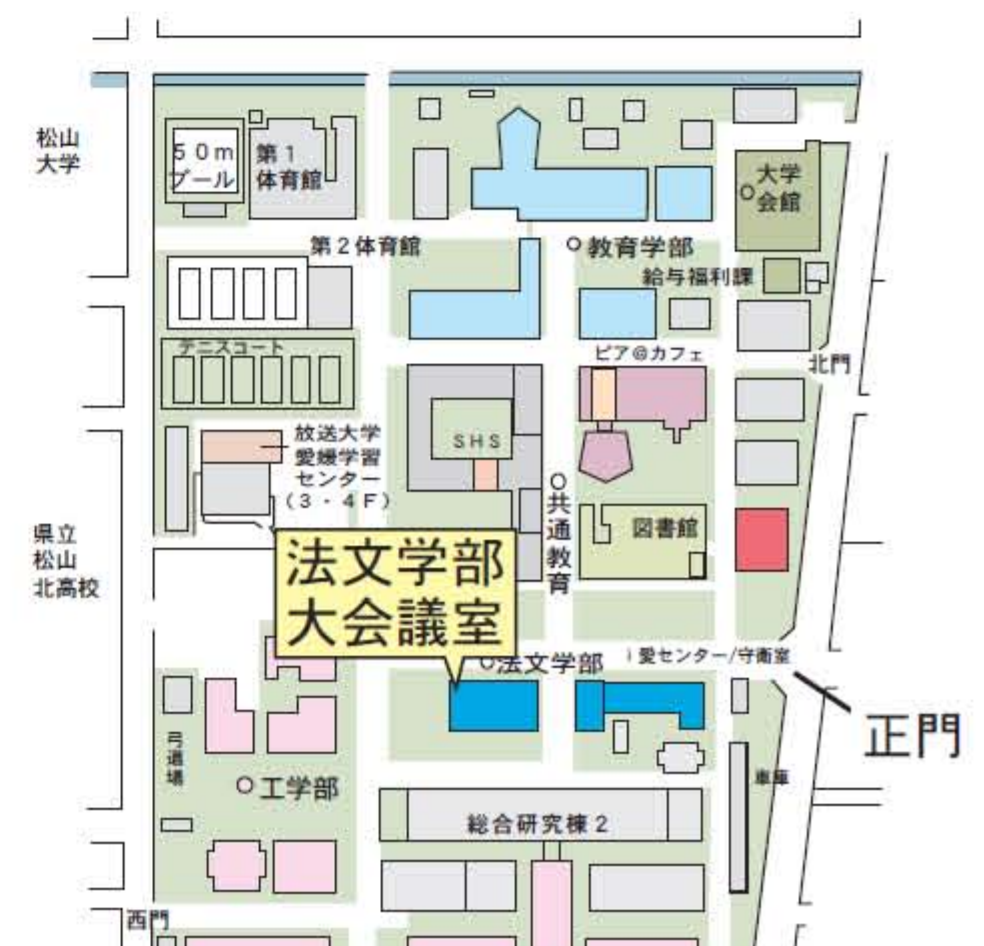 松山
大学
５０ｍ
プール
第１
体育館
大学
会館
第２体育館
教育学部
給与福利課
テニスコート
ピア＠カフェ
北門
放送大学
愛媛学習
センター
（３・４Ｆ）
ＳＨＳ
共通教育
図書館
県立
松山
北高校
法文学部
大会議室
法文学部
愛センター/守衛室
正門
弓道場
工学部
車庫
総合研究棟２
西門